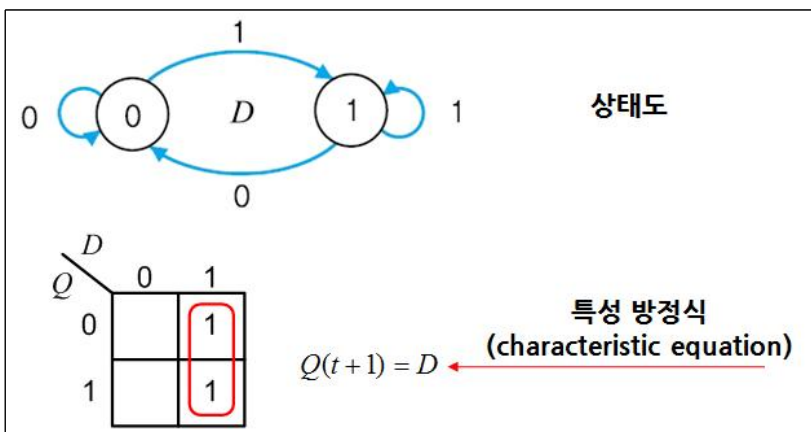 1
0 0 D 1 1 상태도
0
D
Q 0 1
0 1
특성 방정식
(characteristic equation)
Q(t+1) = D
1 1